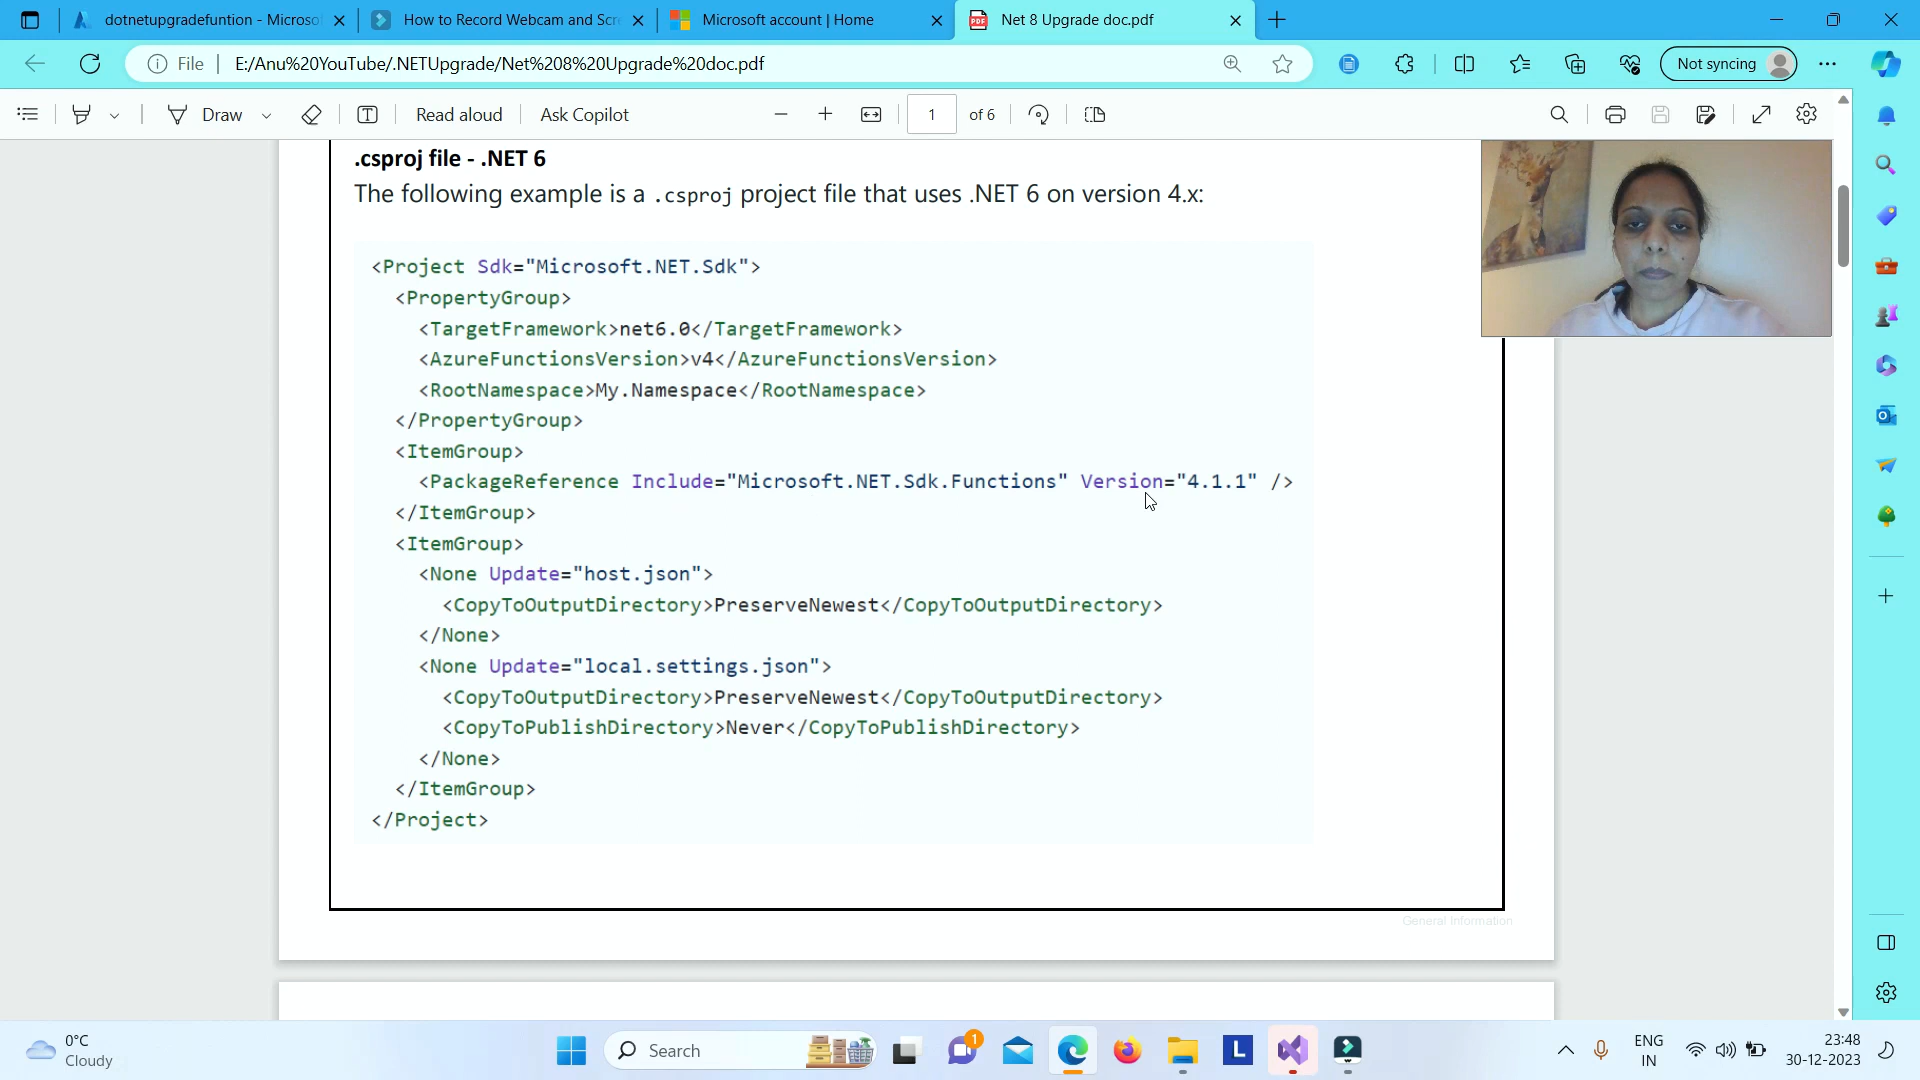 dotnetupgradefuntion - Microso
How to Record Webcam and Scre
Microsoft account | Home
PDF
Net 8 Upgrade doc.pdf
File
E:/Anu%20YouTube/.NETUpgrade/Net%208%20Upgrade%20doc.pdf
Not syncing
Draw
Read aloud
Ask Copilot
1
of 6
.csproj file - .NET 6
The following example is a .csproj project file that uses .NET 6 on version 4.x:
<Project Sdk="Microsoft.NET.Sdk">
<PropertyGroup>
<TargetFramework>net6.0</TargetFramework>
<AzureFunctionsVersion>v4</AzureFunctionsVersion>
<RootNamespace>My.Namespace</RootNamespace>
</PropertyGroup>
<ItemGroup>
<PackageReference Include="Microsoft.NET.Sdk.Functions" Version="4.1.1" />
</ItemGroup>
<ItemGroup>
<None Update="host.json">
<CopyToOutputDirectory>PreserveNewest</CopyToOutputDirectory>
</None>
<None Update="local.settings.json">
<CopyToOutputDirectory>PreserveNewest</CopyToOutputDirectory>
<CopyToPublishDirectory>Never</CopyToPublishDirectory>
</None>
</ItemGroup>
</Project>
General Information
0°C
Cloudy
Search
1
L
ENG
IN
23:48
30-12-2023